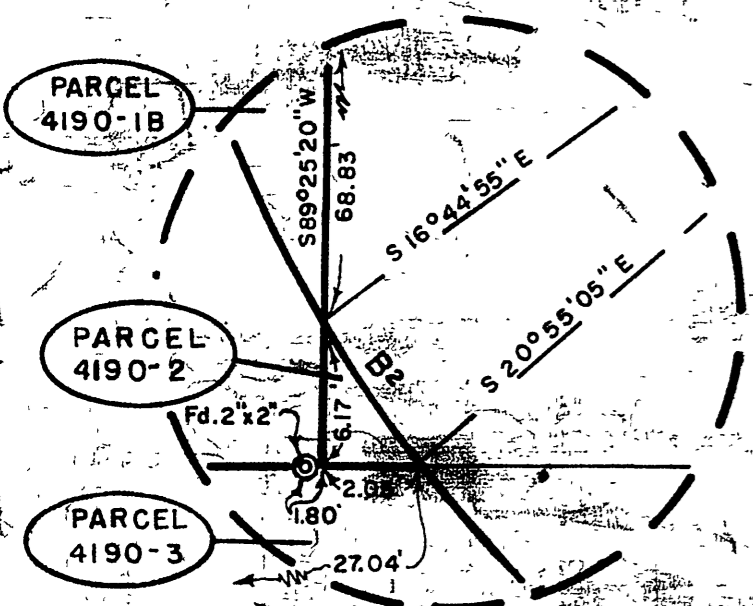 PARCEL
4190-1B
S89°25'20"W
68.83'
S 16°44'55" E
S 20°55'05" E
PARCEL
4190-2
B2
Fd. 2"x2"
6.17'
1.80'
PARCEL
4190-3
27.04'